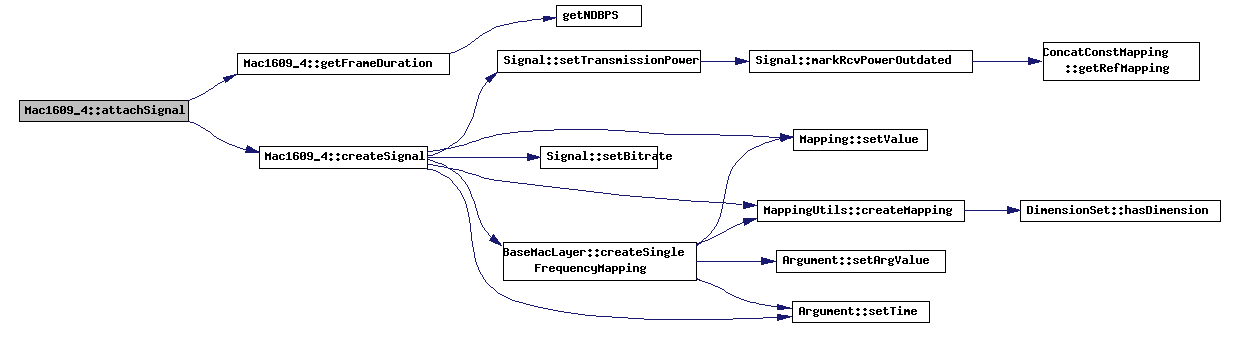 getNDBPS
Mac1609_4::getFrameDuration
Signal::setTransmissionPower
Signal::markRcvPowerOutdated
ConcatConstMapping
::getRefMapping
Mac1609_4::attachSignal
Mapping::setValue
Mac1609_4::createSignal
Signal::setBitrate
MappingUtils::createMapping
DimensionSet::hasDimension
BaseMacLayer::createSingle
FrequencyMapping
Argument::setArgValue
Argument::setTime